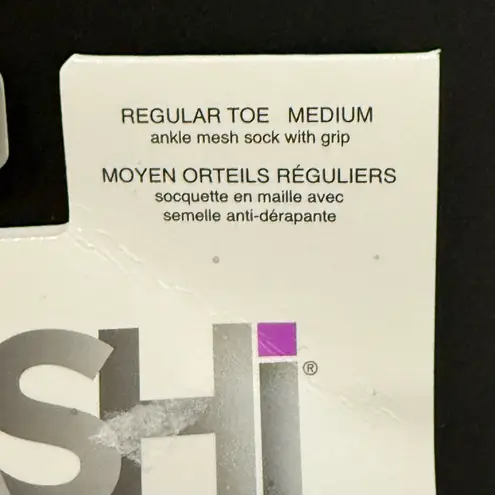 REGULAR TOE MEDIUM
ankle mesh sock with grip
MOYEN ORTEILS RÉGULIERS
socquette en maille avec
semelle anti-dérapante
SHi®